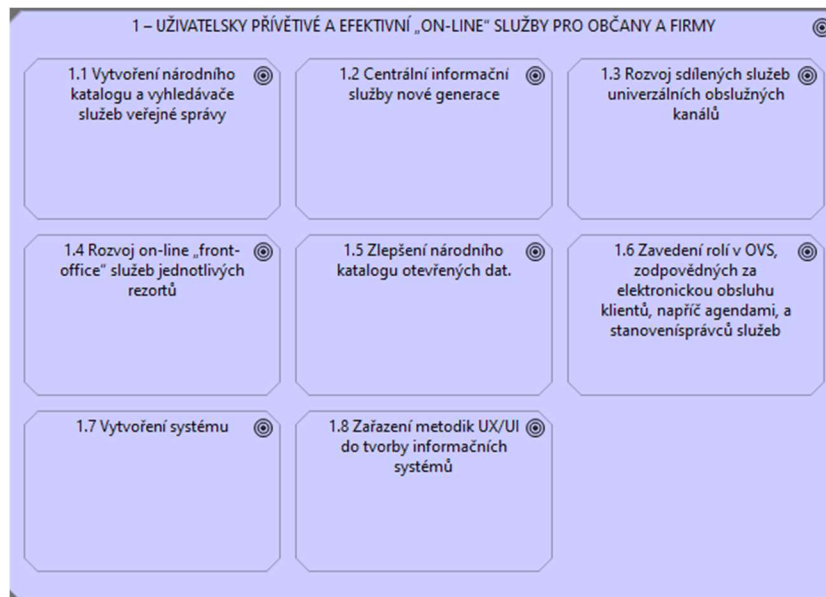 1 – UŽIVATELSKY PŘÍVĚTIVÉ A EFEKTIVNÍ „ON-LINE“ SLUŽBY PRO OBČANY A FIRMY
1.1 Vytvoření národního
katalogu a vyhledávače
služeb veřejné správy
1.2 Centrální informační
služby nové generace
1.3 Rozvoj sdílených služeb
univerzálních obslužných
kanálů
1.4 Rozvoj on-line „front-
office“ služeb jednotlivých
rezortů
1.5 Zlepšení národního
katalogu otevřených dat.
1.6 Zavedení rolí v OVS,
zodpovědných za
elektronickou obsluhu
klientů, napříč agendami, a
stanovenísprávců služeb
1.7 Vytvoření systému
1.8 Zařazení metodik UX/UI
do tvorby informačních
systémů